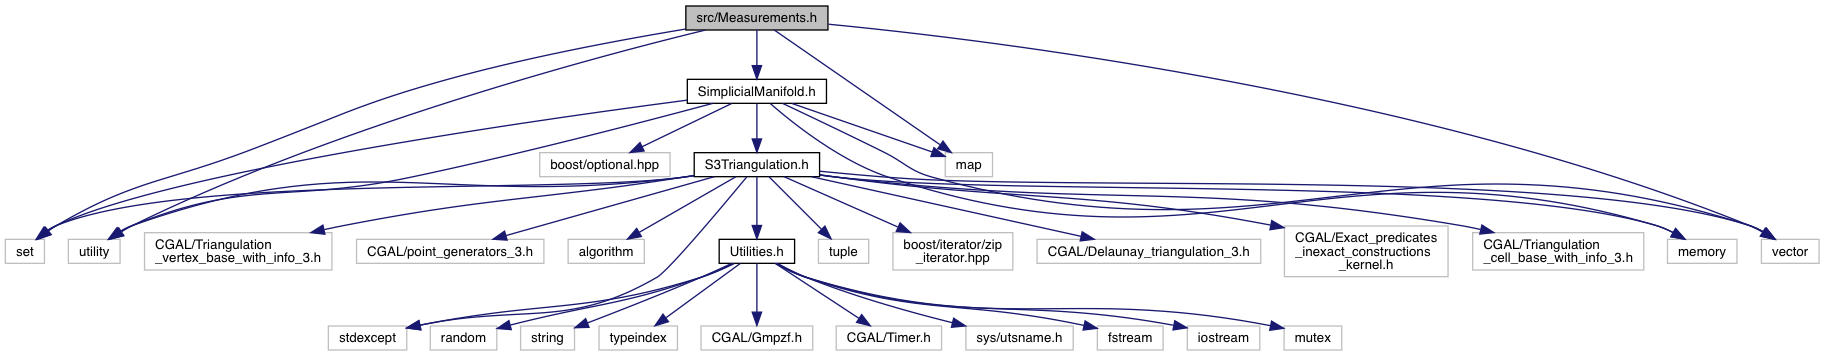 src/Measurements.h
SimplicialManifold.h
boost/optional.hpp
S3Triangulation.h
map
set
utility
CGAL/Triangulation
_vertex_base_with_info_3.h
CGAL/point_generators_3.h
algorithm
Utilities.h
tuple
boost/iterator/zip
_iterator.hpp
CGAL/Delaunay_triangulation_3.h
CGAL/Exact_predicates
_inexact_constructions
_kernel.h
CGAL/Triangulation
_cell_base_with_info_3.h
memory
vector
stdexcept
random
string
typeindex
CGAL/Gmpzf.h
CGAL/Timer.h
sys/utsname.h
fstream
iostream
mutex